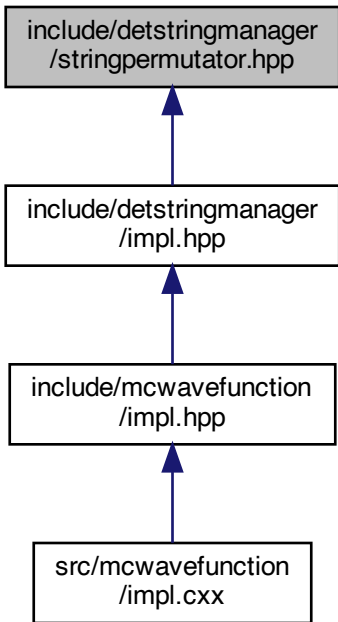 include/detstringmanager
/stringpermutator.hpp
include/detstringmanager
/impl.hpp
include/mcwavefunction
/impl.hpp
src/mcwavefunction
/impl.cxx